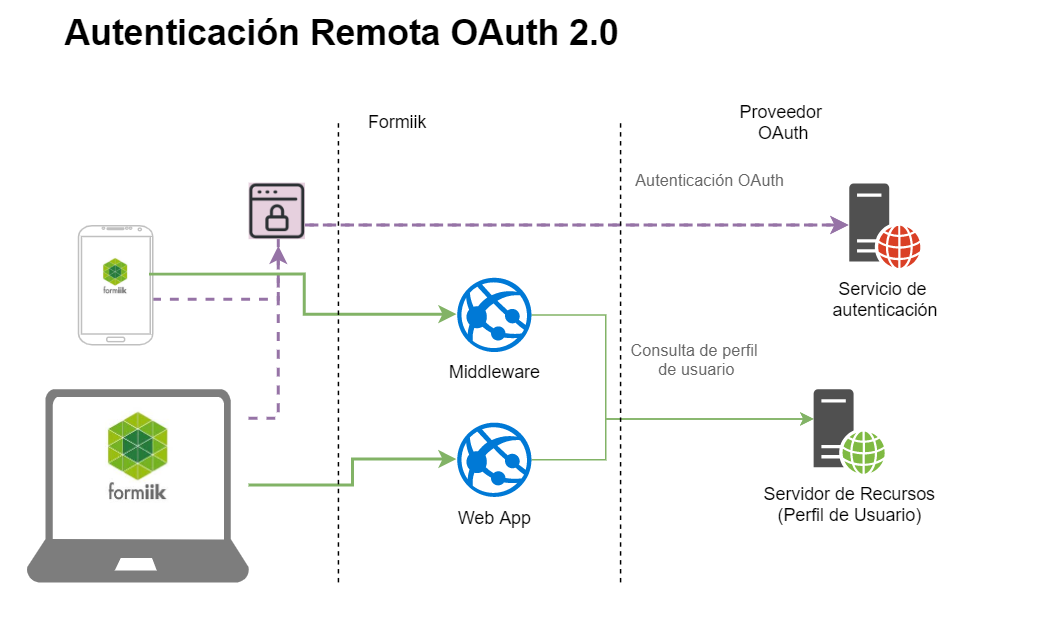 Autenticación Remota OAuth 2.0
Formiik
Proveedor
OAuth
Autenticación OAuth
formiik
Servicio de
autenticación
Middleware
Consulta de perfil
de usuario
formiik
Web App
Servidor de Recursos
(Perfil de Usuario)